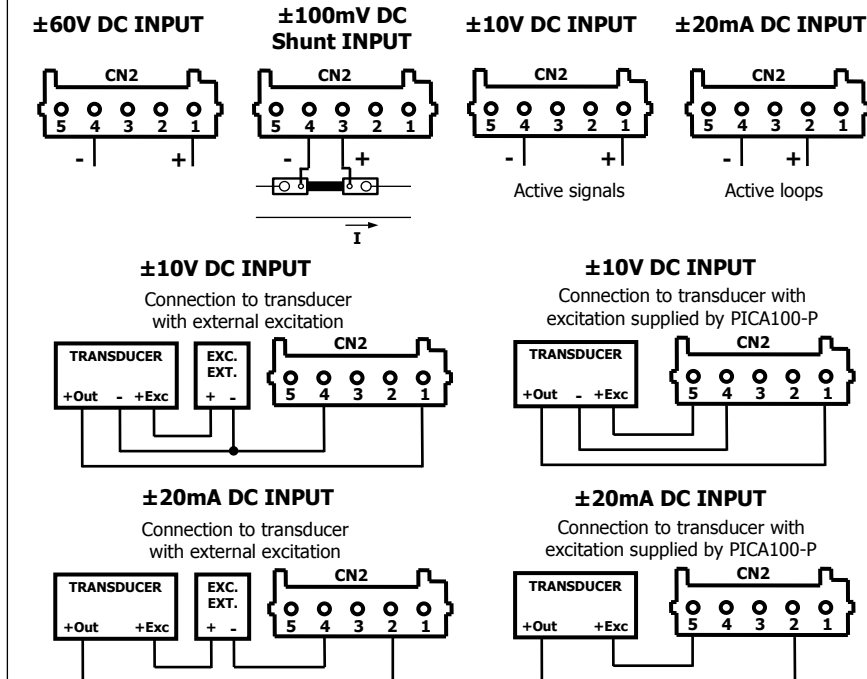 ±60V DC INPUT
CN2
5 4 3 2 1
- +
±100mV DC
Shunt INPUT
CN2
5 4 3 2 1
- +
I
±10V DC INPUT
CN2
5 4 3 2 1
- +
Active signals
±20mA DC INPUT
CN2
5 4 3 2 1
- +
Active loops
±10V DC INPUT
Connection to transducer
with external excitation
TRANSDUCER
+Out - +Exc
EXC.
EXT.
+ -
CN2
5 4 3 2 1
±10V DC INPUT
Connection to transducer with
excitation supplied by PICA100-P
TRANSDUCER
+Out - +Exc
CN2
5 4 3 2 1
±20mA DC INPUT
Connection to transducer
with external excitation
TRANSDUCER
+Out +Exc
EXC.
EXT.
+ -
CN2
5 4 3 2 1
±20mA DC INPUT
Connection to transducer with
excitation supplied by PICA100-P
TRANSDUCER
+Out +Exc
CN2
5 4 3 2 1